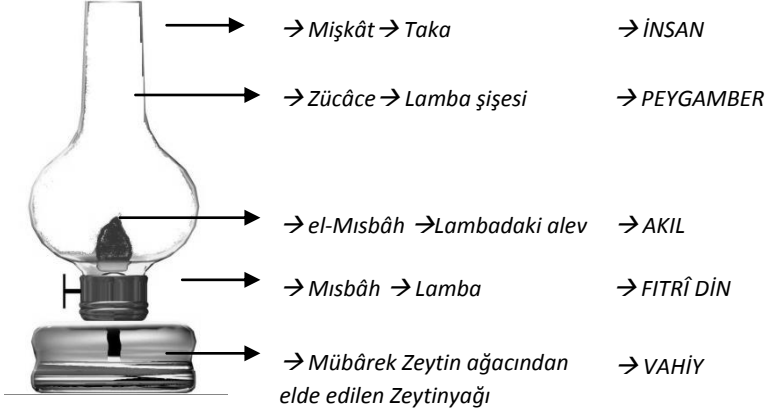 → Mişkât → Taka → İNSAN
→ Zücâce → Lamba şişesi → PEYGAMBER
→ el-Mısbâh → Lambadaki alev → AKIL
→ Mısbâh → Lamba → FITRÎ DİN
→ Mübârek Zeytin ağacından → VAHİY
elde edilen Zeytinyağı